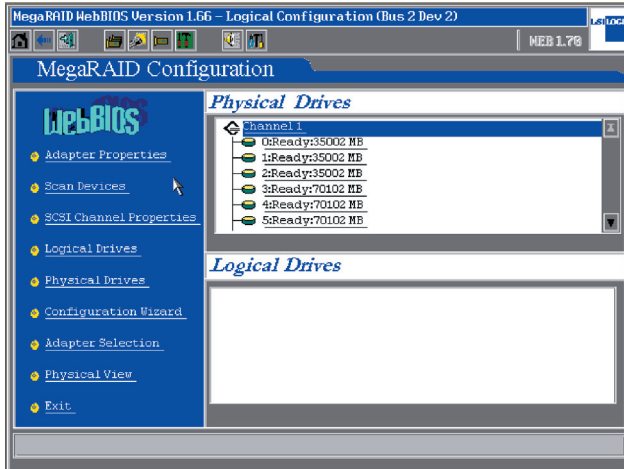 MegaRAID WebBIOS Version 1.66 – Logical Configuration (Bus 2 Dev 2)
LSI LOGIC
NEB 1.70
MegaRAID Configuration
WebBIOS
Adapter Properties
Scan Devices
SCSI Channel Properties
Logical Drives
Physical Drives
Configuration Wizard
Adapter Selection
Physical View
Exit
Physical Drives
Channel 1
0:Ready:35002 MB
1:Ready:35002 MB
2:Ready:35002 MB
3:Ready:70102 MB
4:Ready:70102 MB
5:Ready:70102 MB
Logical Drives